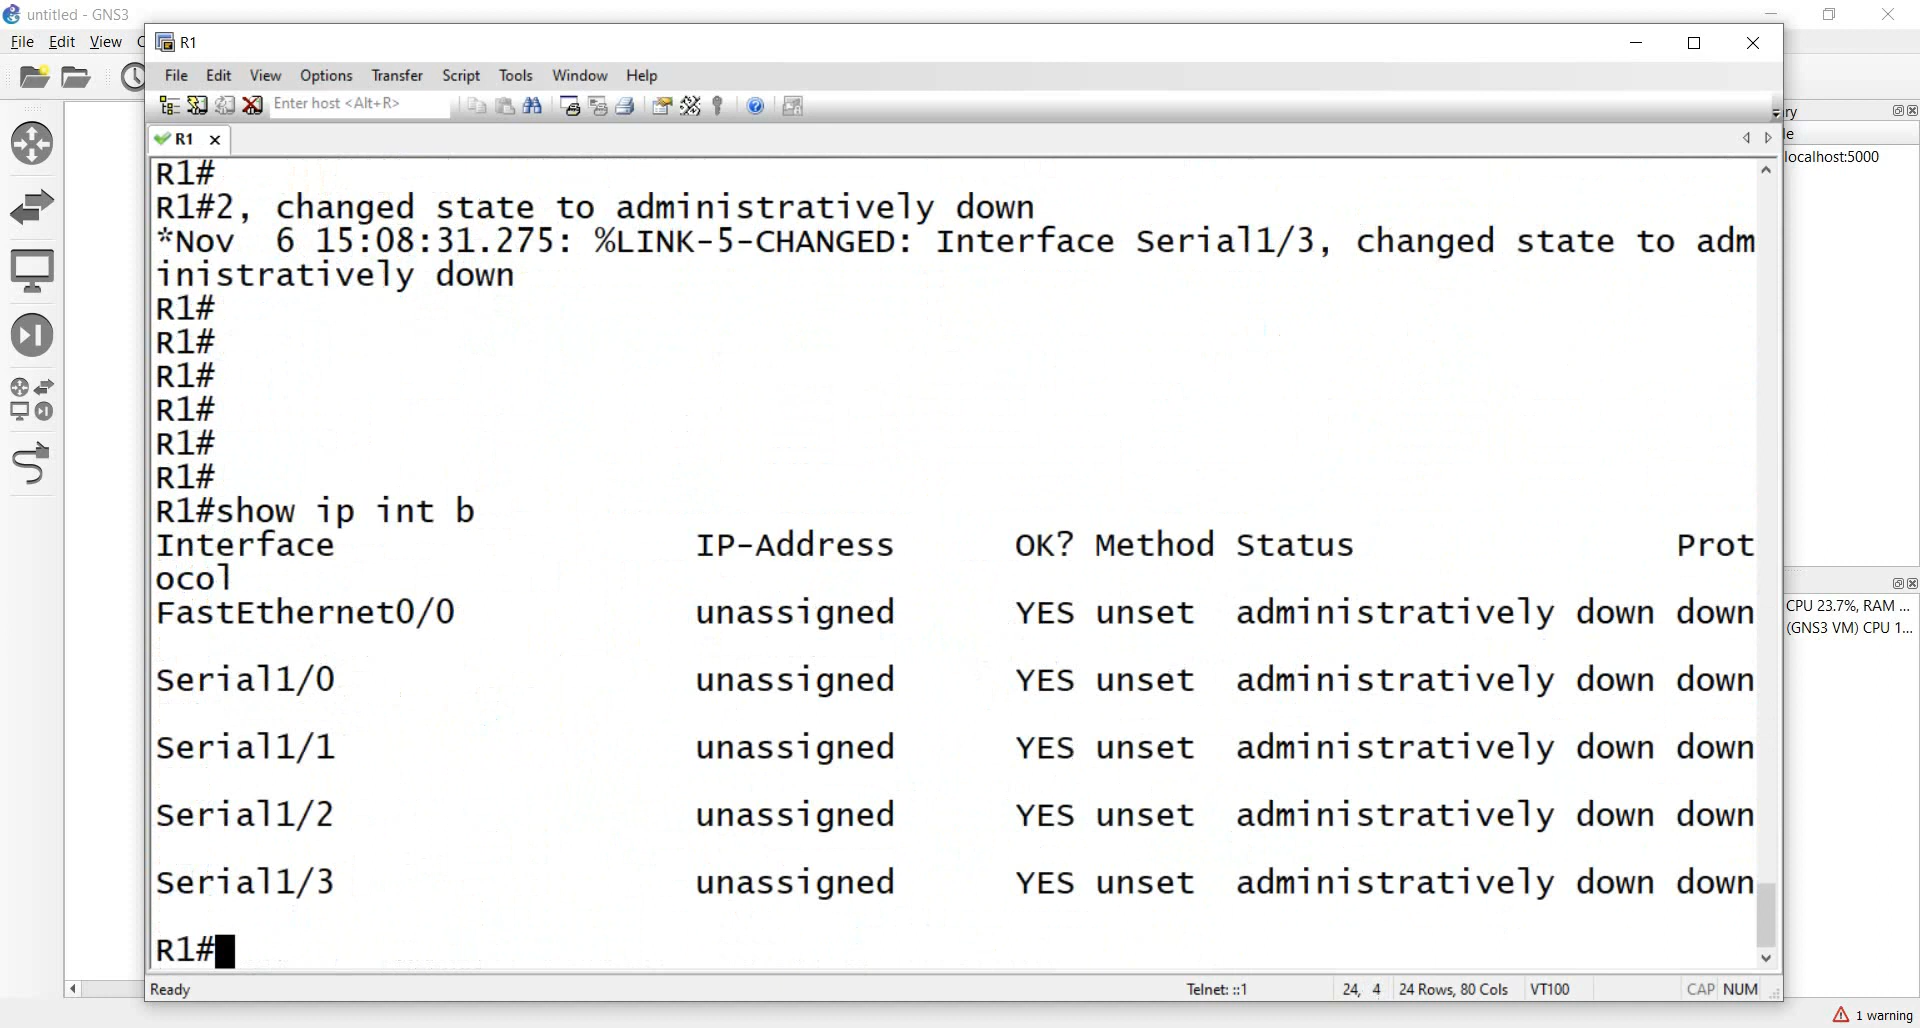 untitled - GNS3
File Edit View
R1
File Edit View Options Transfer Script Tools Window Help
Enter host <Alt+R>
R1
R1#
R1#2, changed state to administratively down
*Nov  6 15:08:31.275: %LINK-5-CHANGED: Interface Serial1/3, changed state to adm
inistratively down
R1#
R1#
R1#
R1#
R1#
R1#
R1#show ip int b
Interface IP-Address OK? Method Status Prot
ocol
FastEthernet0/0 unassigned YES unset administratively down down
Serial1/0 unassigned YES unset administratively down down
Serial1/1 unassigned YES unset administratively down down
Serial1/2 unassigned YES unset administratively down down
Serial1/3 unassigned YES unset administratively down down
R1#
Ready Telnet: ::1 24, 4 24 Rows, 80 Cols VT100 CAP NUM
ry
le
localhost:5000
CPU 23.7%, RAM ...
(GNS3 VM) CPU 1...
1 warning